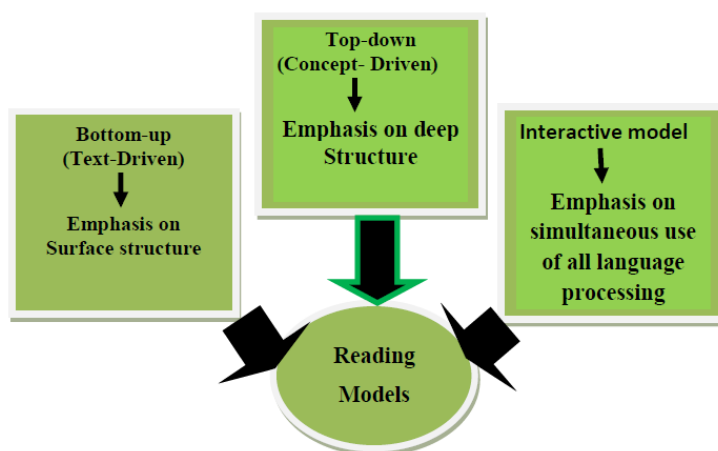 Bottom-up
(Text-Driven)
Emphasis on
Surface structure
Top-down
(Concept- Driven)
Emphasis on deep
Structure
Interactive model
Emphasis on
simultaneous use
of all language
processing
Reading
Models